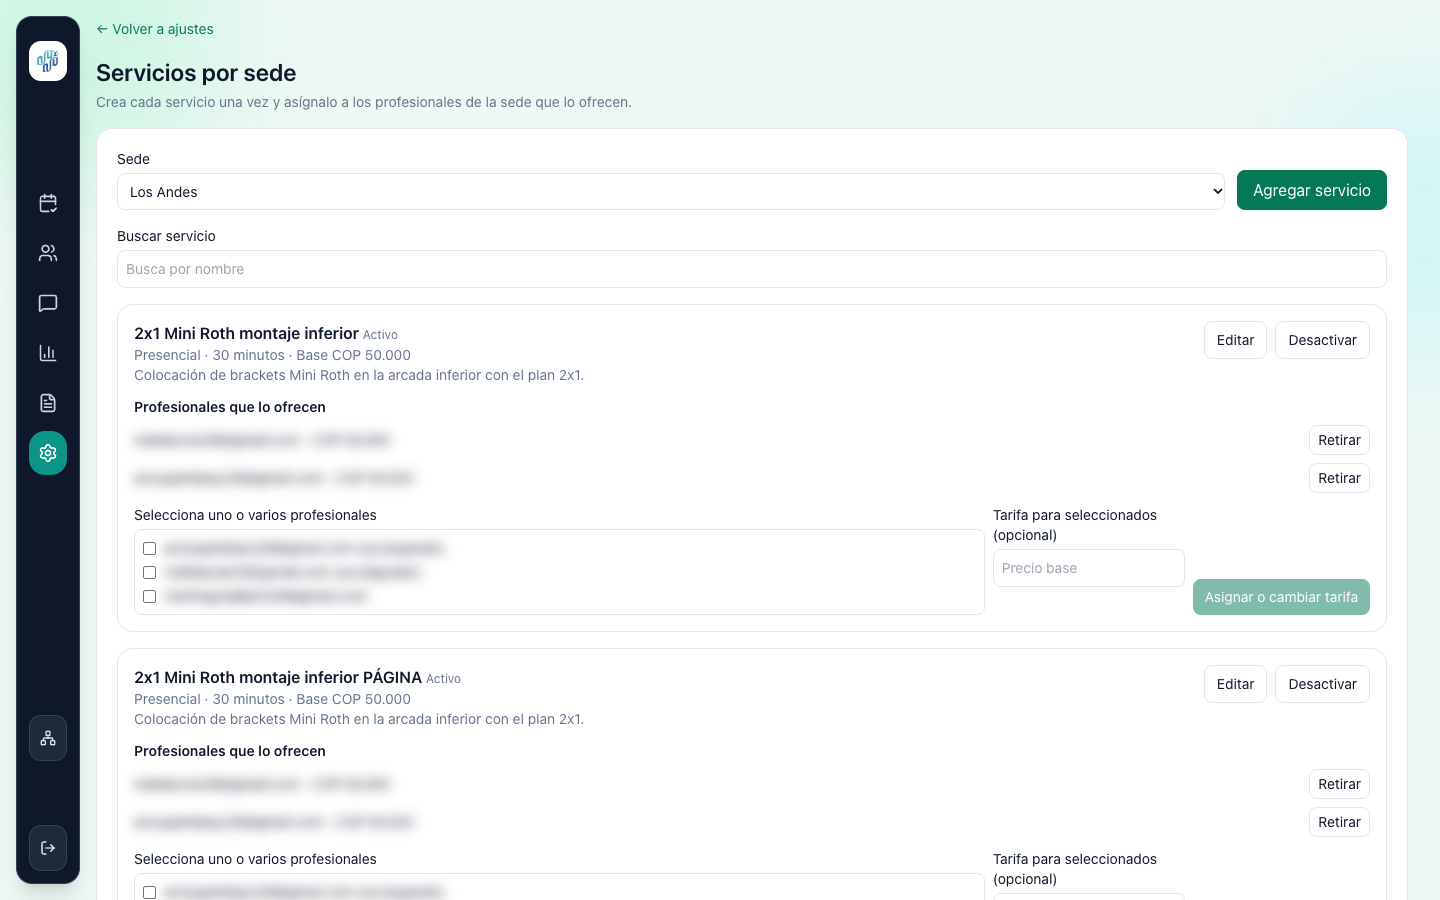 ← Volver a ajustes
Servicios por sede
Crea cada servicio una vez y asígnalo a los profesionales de la sede que lo ofrecen.
Sede
Los Andes
Agregar servicio
Buscar servicio
Busca por nombre
2x1 Mini Roth montaje inferior Activo
Editar
Desactivar
Presencial · 30 minutos · Base COP 50.000
Colocación de brackets Mini Roth en la arcada inferior con el plan 2x1.
Profesionales que lo ofrecen
Retirar
Retirar
Selecciona uno o varios profesionales
Tarifa para seleccionados
(opcional)
Precio base
Asignar o cambiar tarifa
2x1 Mini Roth montaje inferior PÁGINA Activo
Editar
Desactivar
Presencial · 30 minutos · Base COP 50.000
Colocación de brackets Mini Roth en la arcada inferior con el plan 2x1.
Profesionales que lo ofrecen
Retirar
Retirar
Selecciona uno o varios profesionales
Tarifa para seleccionados
(opcional)